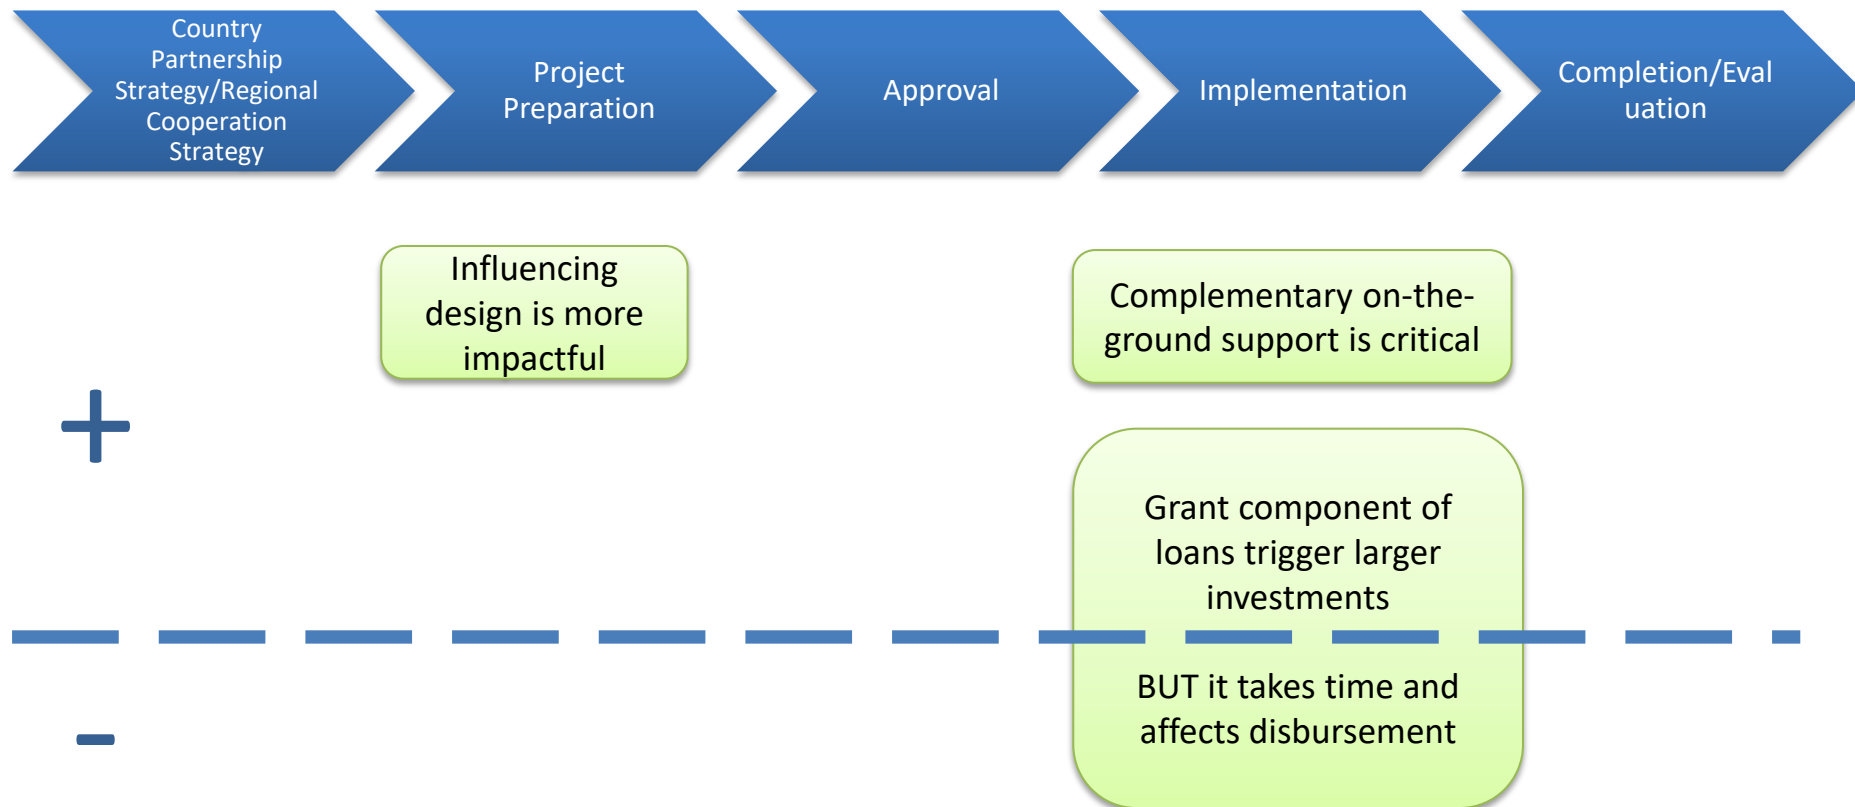 Country
Partnership
Strategy/Regional
Cooperation
Strategy
Project
Preparation
Approval
Implementation
Completion/Eval
uation
Influencing
design is more
impactful
Complementary on-the-
ground support is critical
+
Grant component of
loans trigger larger
investments
BUT it takes time and
affects disbursement
-